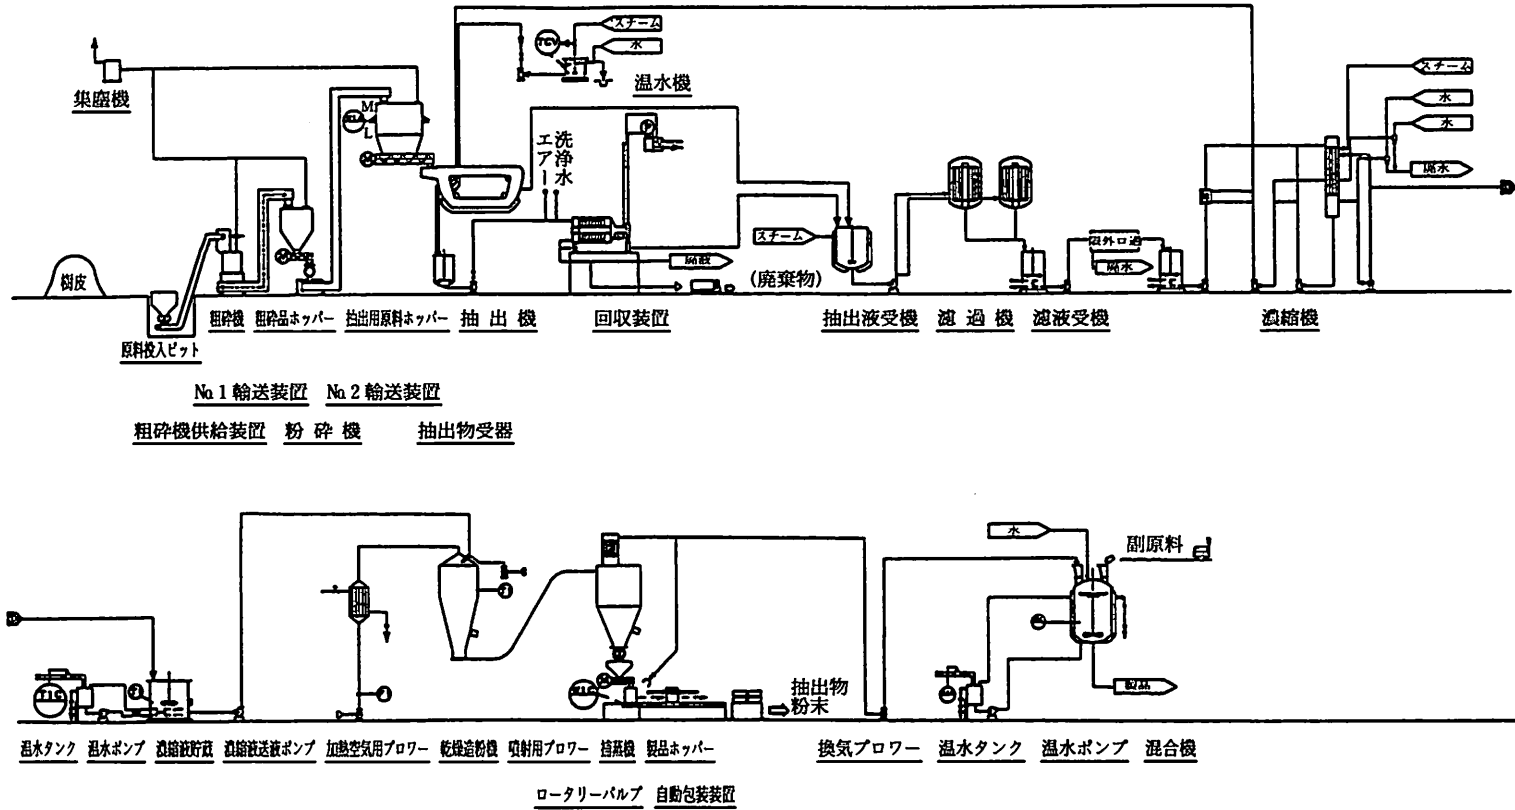 スチーム
TCV
水
温水機
集塵機
M
L
洗浄水
エアー
スチーム
水
水
廃水
スチーム
廃液
(廃棄物)
廃水
樹皮
粗砕機
粗砕品ホッパー
抽出用原料ホッパー
抽出機
回収装置
抽出液受機
濾過機
濾液受機
濃縮機
原料投入ピット
No.1輸送装置
No.2輸送装置
粗砕機供給装置
粉砕機
抽出物受器
水
副原料
TIC
抽出物
粉末
製品
温水タンク
温水ポンプ
濃縮液貯蔵
濃縮液送液ポンプ
加熱空気用ブロワー
乾燥造粉機
噴射用ブロワー
製品ホッパー
換気ブロワー
温水タンク
温水ポンプ
混合機
ロータリーバルブ
自動包装装置